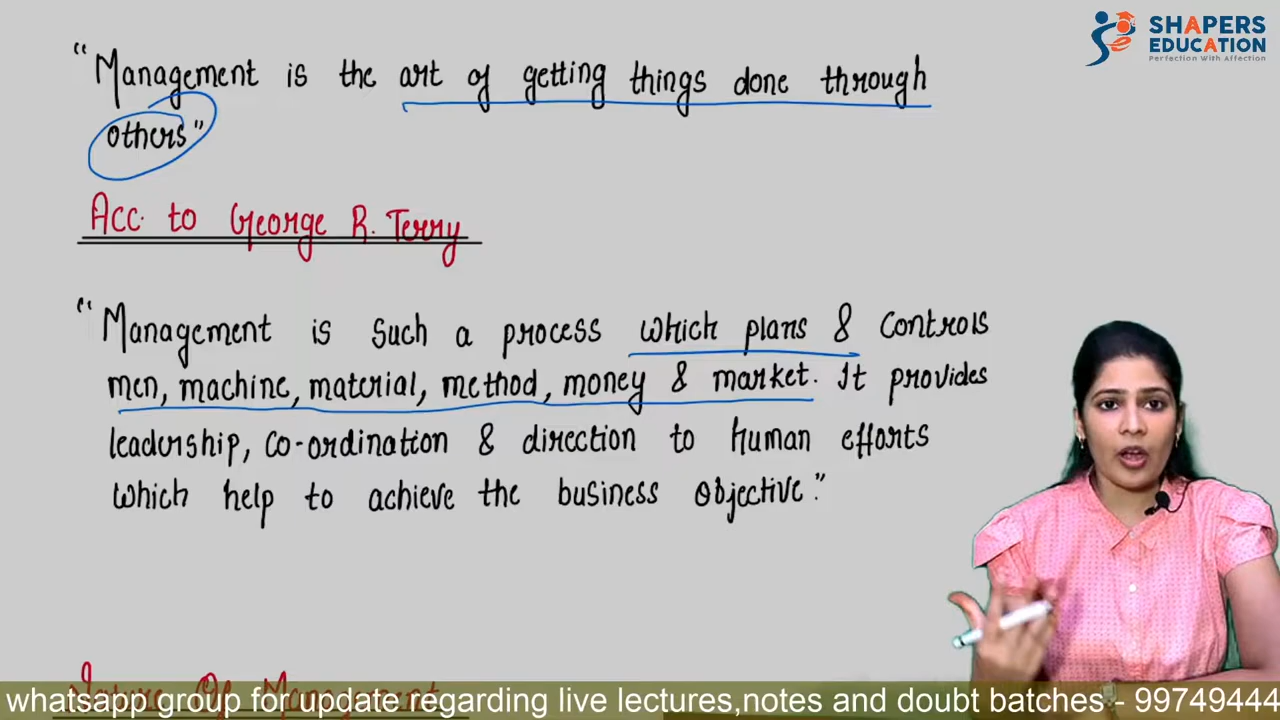 "Management is the art of getting things done through
others"
Acc. to George R. Terry
"Management is such a process which plans & controls
men, machine, material, method, money & market. It provides
leadership, co-ordination & direction to human efforts
which help to achieve the business objective."
Nature Of Management
whatsapp group for update regarding live lectures,notes and doubt batches - 99749444
SHAPERS
EDUCATION
Perfection With Affection